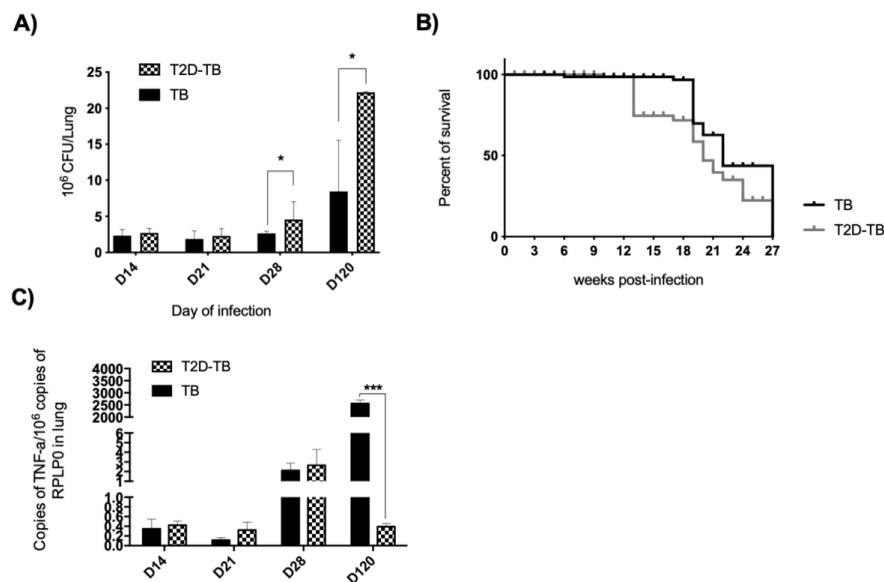 A)
T2D-TB
TB
*
*
25
20
15
10
5
0
10⁶ CFU/Lung
D14
D21
D28
D120
Day of infection
B)
100
50
0
Percent of survival
0 3 6 9 12 15 18 21 24 27
weeks post-infection
TB
T2D-TB
C)
T2D-TB
TB
***
4000
3500
3000
2500
2000
6
5
4
3
2
1
1.0
0.8
0.6
0.4
0.2
0.0
Copies of TNF-a/10⁶ copies of
RPLP0 in lung
D14
D21
D28
D120